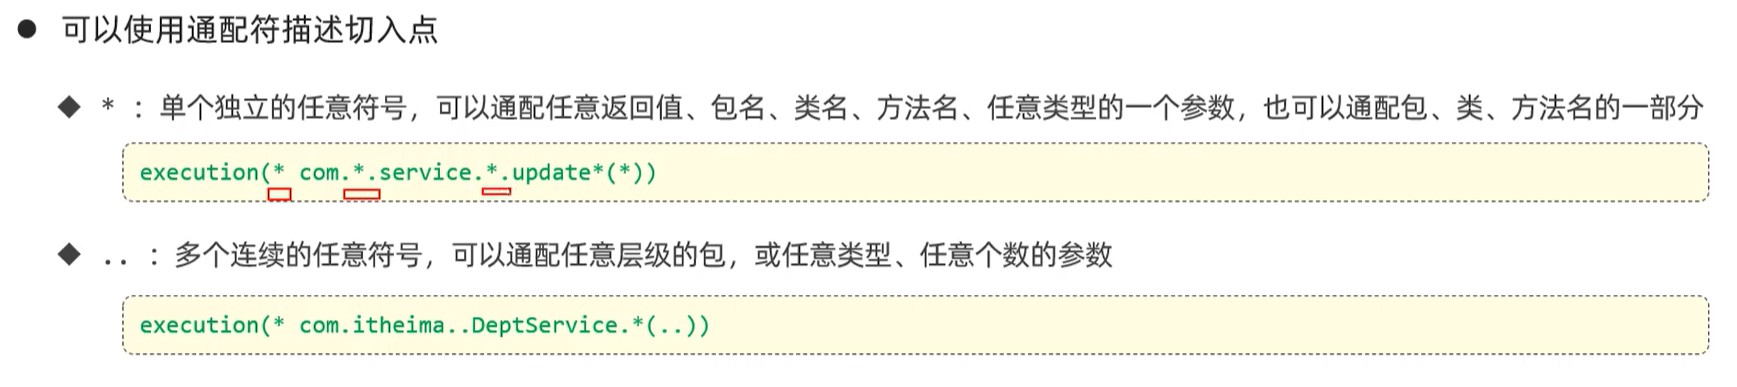 ● 可以使用通配符描述切入点
◆ * ：单个独立的任意符号，可以通配任意返回值、包名、类名、方法名、任意类型的一个参数，也可以通配包、类、方法名的一部分
execution(* com.*.service.*.update*(*))
◆ .. ：多个连续的任意符号，可以通配任意层级的包，或任意类型、任意个数的参数
execution(* com.itheima..DeptService.*(..))